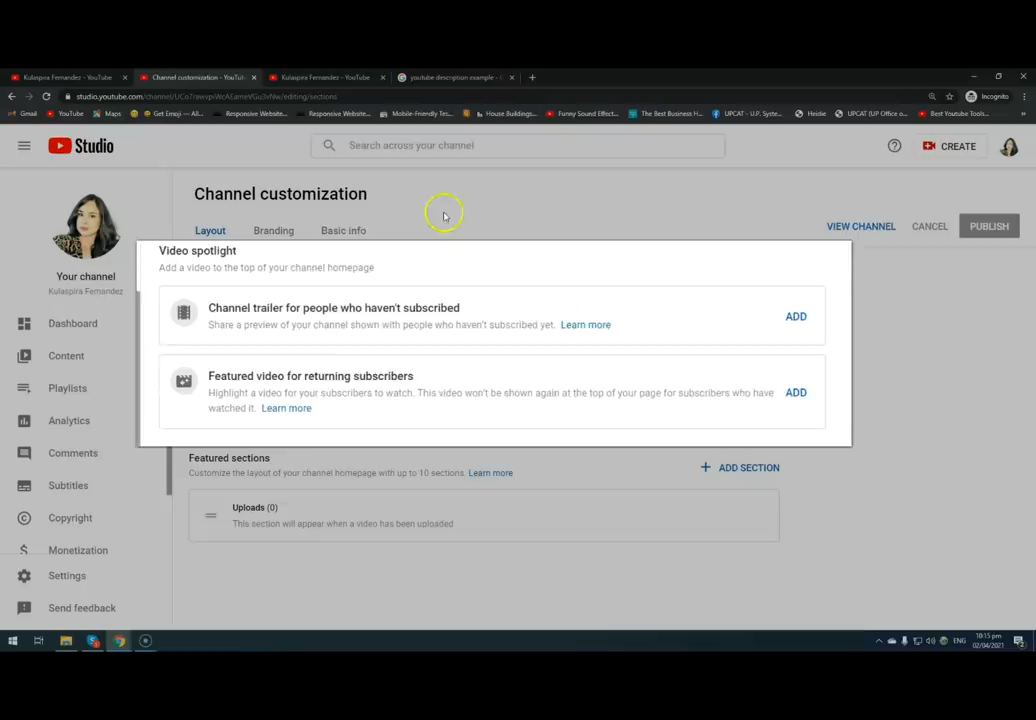 Kulaspira Fernandez - YouTube
Channel customization - YouTu
Kulaspira Fernandez - YouTube
youtube description example - G
studio.youtube.com/channel/
/editing/sections
Incognito
Gmail
YouTube
Maps
Get Emoji — All...
Responsive Website...
Responsive Website...
Mobile-Friendly Tes...
House Buildings...
Funny Sound Effect...
The Best Business H...
UPCAT - U.P. Syste...
Heidie
UPCAT (UP Office o...
Best Youtube Tools...
Studio
Search across your channel
CREATE
Channel customization
Layout
Branding
Basic info
VIEW CHANNEL
CANCEL
PUBLISH
Your channel
Kulaspira Fernandez
Dashboard
Content
Playlists
Analytics
Comments
Subtitles
Copyright
Monetization
Settings
Send feedback
Video spotlight
Add a video to the top of your channel homepage
Channel trailer for people who haven't subscribed
Share a preview of your channel shown with people who haven't subscribed yet. Learn more
ADD
Featured video for returning subscribers
Highlight a video for your subscribers to watch. This video won't be shown again at the top of your page for subscribers who have
watched it. Learn more
ADD
Featured sections
Customize the layout of your channel homepage with up to 10 sections. Learn more
ADD SECTION
Uploads (0)
This section will appear when a video has been uploaded
ENG
10:15 pm
02/04/2021